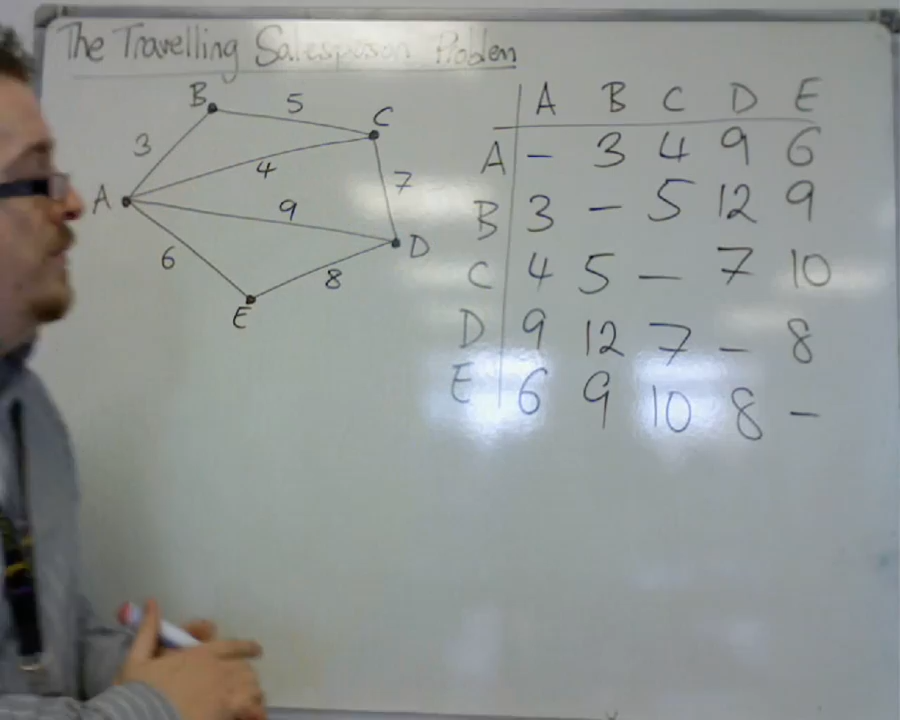 The Travelling Salesperson Problem
B 5 C
3
4
7
A
9
D
6
8
E
A B C D E
A – 3 4 9 6
B 3 – 5 12 9
C 4 5 – 7 10
D 9 12 7 – 8
E 6 9 10 8 –